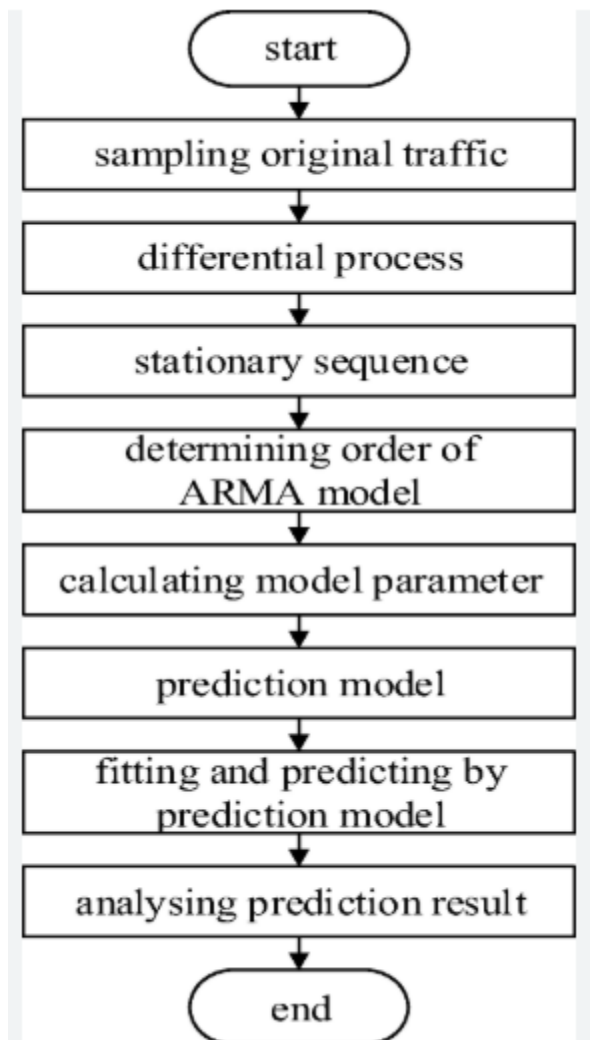 start
sampling original traffic
differential process
stationary sequence
determining order of
ARMA model
calculating model parameter
prediction model
fitting and predicting by
prediction model
analysing prediction result
end